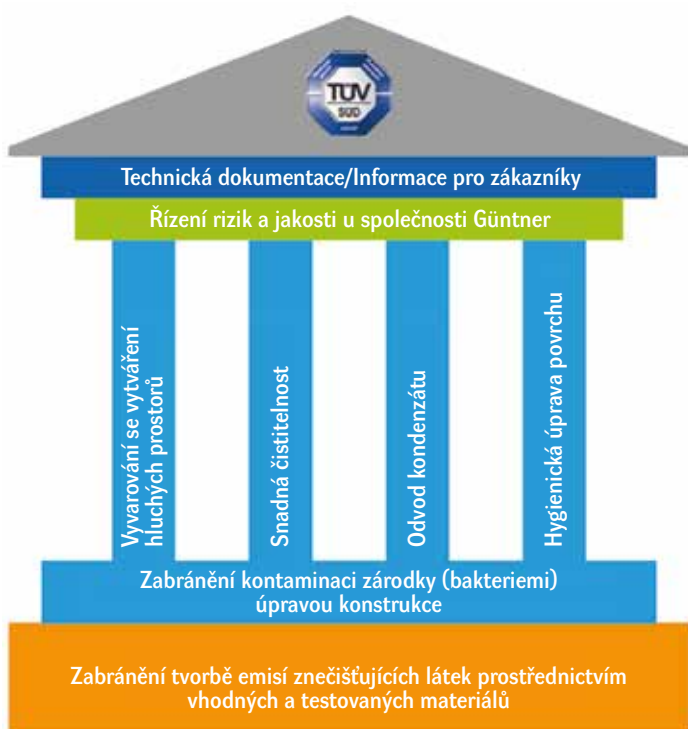 TÜV
SÜD
Technická dokumentace/Informace pro zákazníky
Řízení rizik a jakosti u společnosti Güntner
Vyvarování se vytváření
hluchých prostorů
Snadná čistitelnost
Odvod kondenzátu
Hygienická úprava povrchu
Zabránění kontaminaci zárodky (bakteriemi)
úpravou konstrukce
Zabránění tvorbě emisí znečišťujících látek prostřednictvím
vhodných a testovaných materiálů